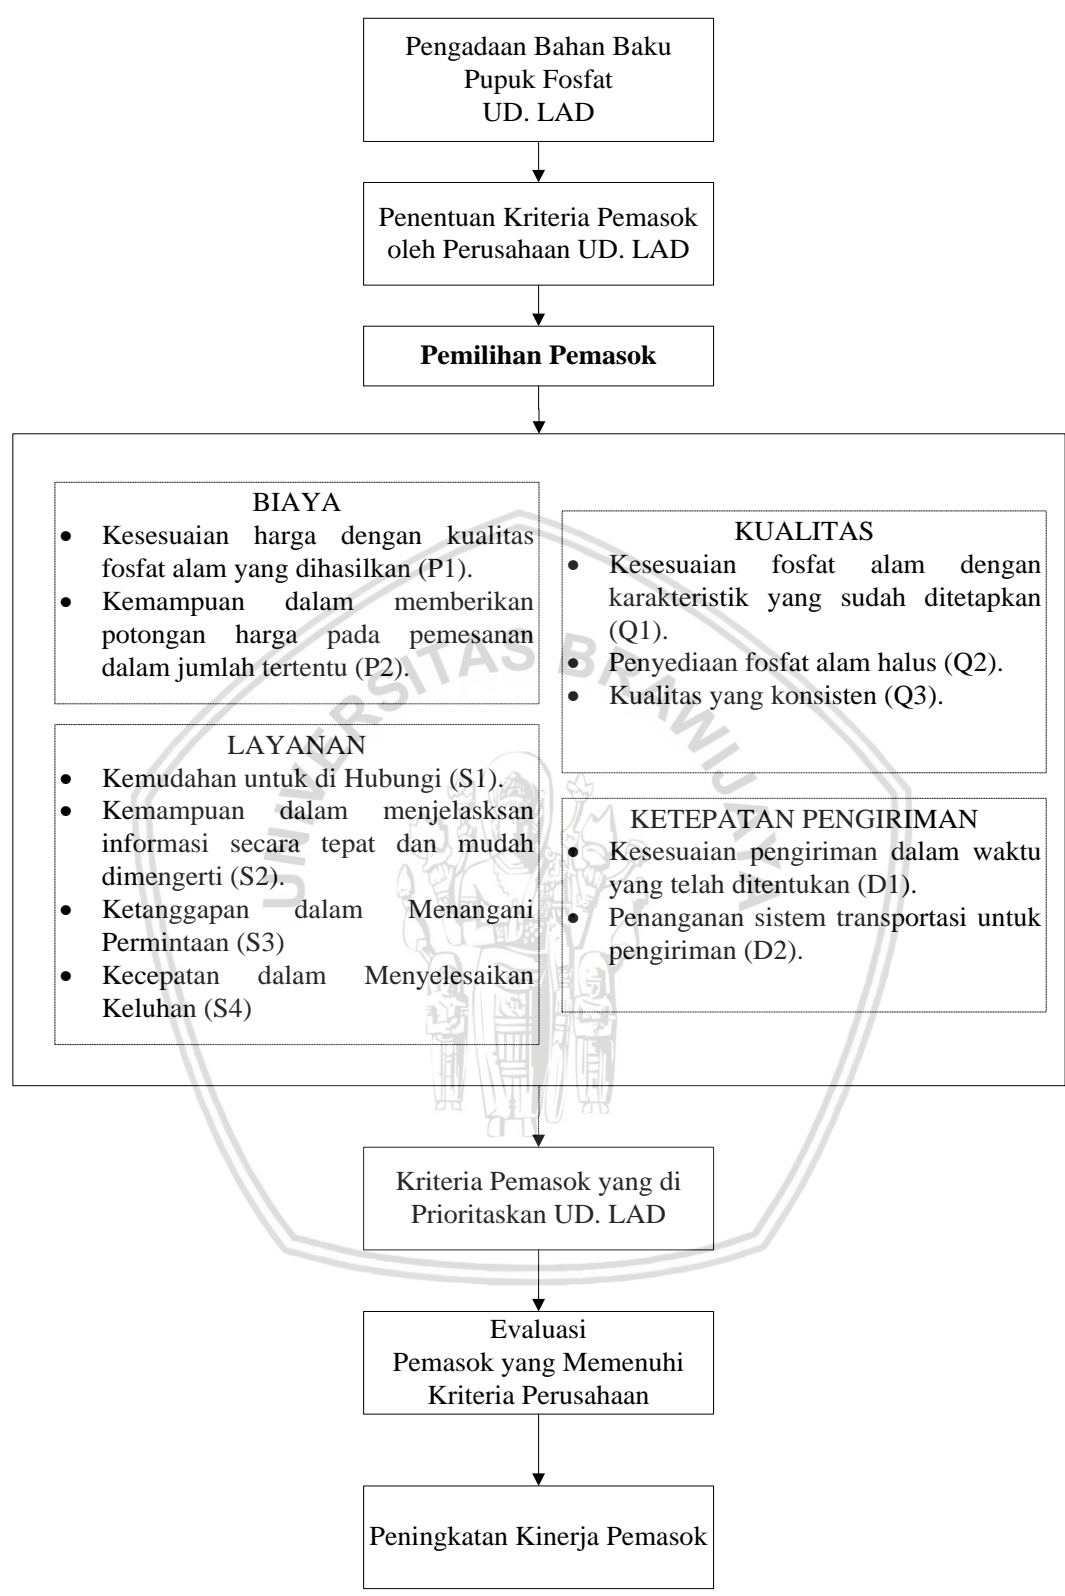 Pengadaan Bahan Baku
Pupuk Fosfat
UD. LAD
Penentuan Kriteria Pemasok
oleh Perusahaan UD. LAD
Pemilihan Pemasok
BIAYA
• Kesesuaian harga dengan kualitas
fosfat alam yang dihasilkan (P1).
• Kemampuan dalam memberikan
potongan harga pada pemesanan
dalam jumlah tertentu (P2).
KUALITAS
• Kesesuaian fosfat alam dengan
karakteristik yang sudah ditetapkan
(Q1).
• Penyediaan fosfat alam halus (Q2).
• Kualitas yang konsisten (Q3).
LAYANAN
• Kemudahan untuk di Hubungi (S1).
• Kemampuan dalam menjelasksan
informasi secara tepat dan mudah
dimengerti (S2).
• Ketanggapan dalam Menangani
Permintaan (S3)
• Kecepatan dalam Menyelesaikan
Keluhan (S4)
KETEPATAN PENGIRIMAN
• Kesesuaian pengiriman dalam waktu
yang telah ditentukan (D1).
• Penanganan sistem transportasi untuk
pengiriman (D2).
UNIVERSITAS BRAWIJAYA
Kriteria Pemasok yang di
Prioritaskan UD. LAD
Evaluasi
Pemasok yang Memenuhi
Kriteria Perusahaan
Peningkatan Kinerja Pemasok